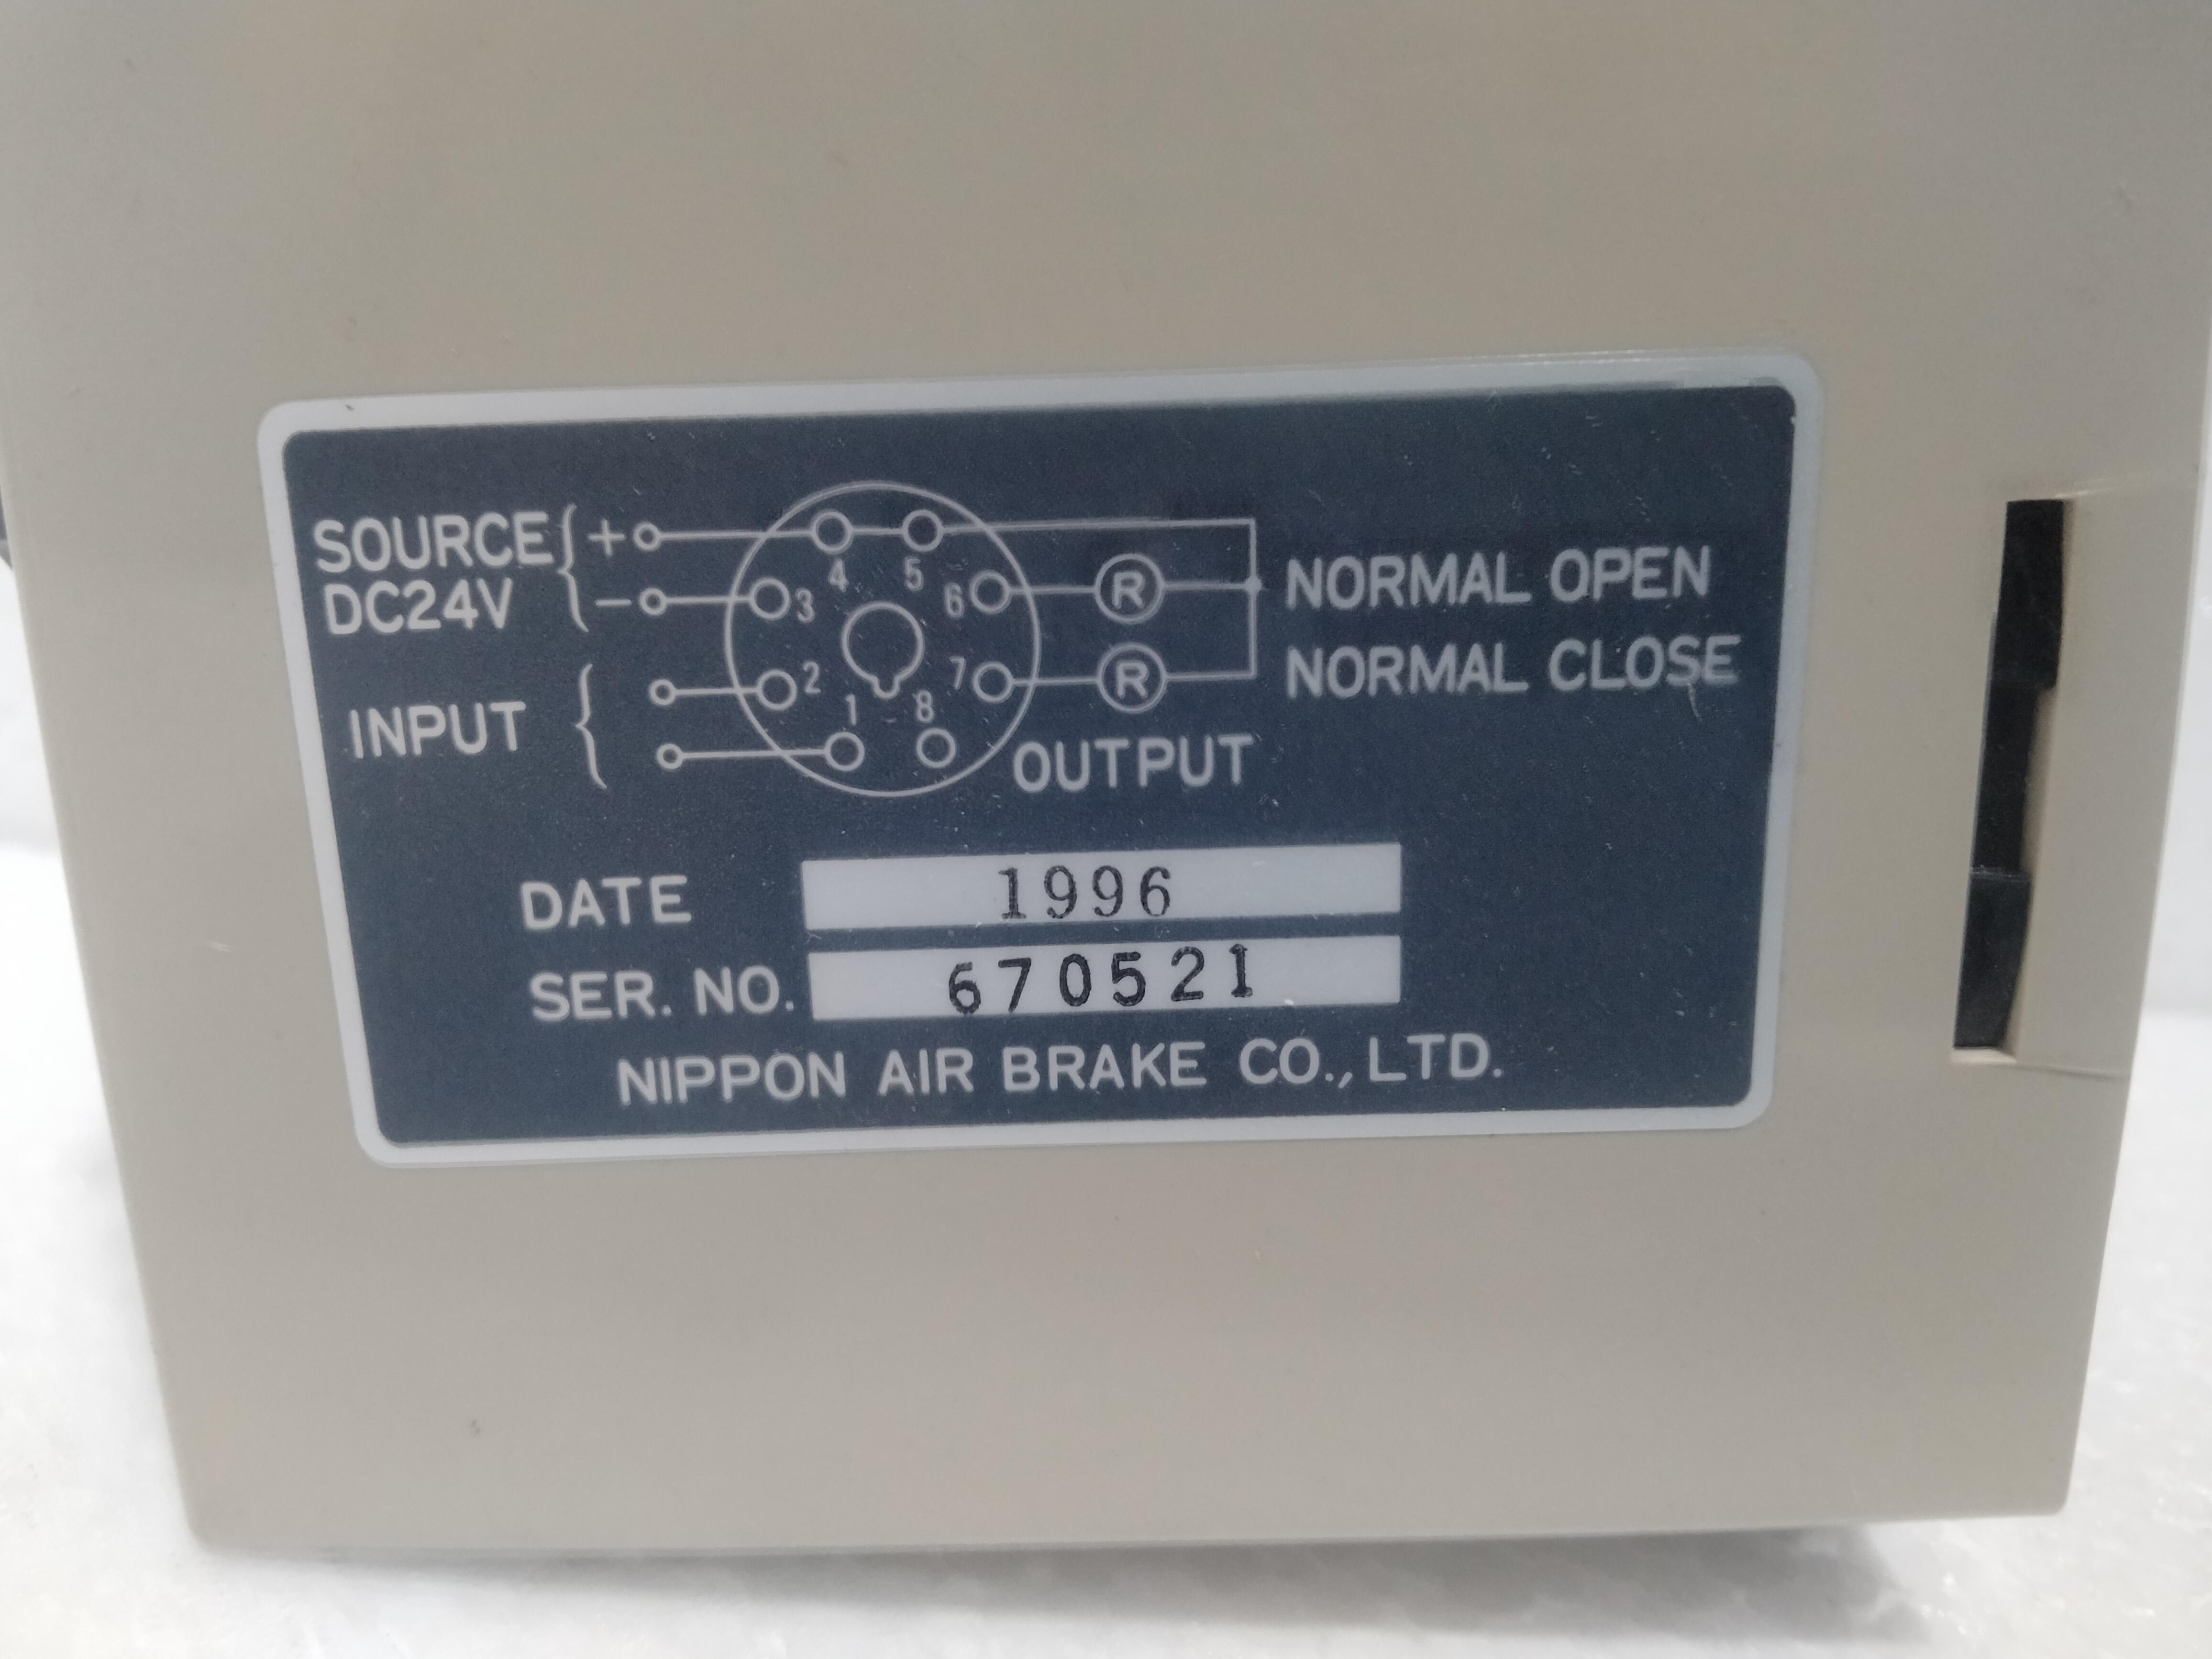 SOURCE + 4 5
DC24V - 3 6 R NORMAL OPEN
2 7 R NORMAL CLOSE
INPUT 1 8 OUTPUT
DATE 1996
SER. NO. 670521
NIPPON AIR BRAKE CO., LTD.